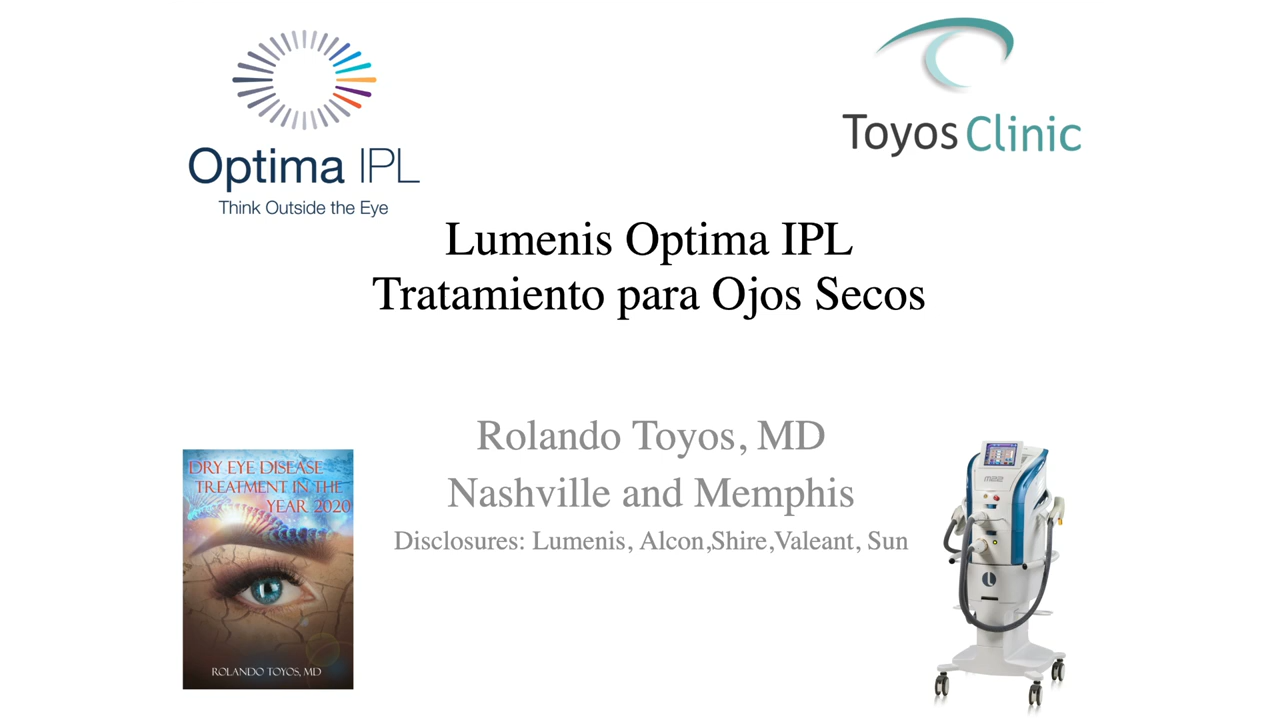 Optima IPL
Think Outside the Eye
Toyos Clinic
Lumenis Optima IPL
Tratamiento para Ojos Secos
Rolando Toyos, MD
Nashville and Memphis
Disclosures: Lumenis, Alcon,Shire,Valeant, Sun
DRY EYE DISEASE
TREATMENT IN THE
YEAR 2020
ROLANDO TOYOS, MD